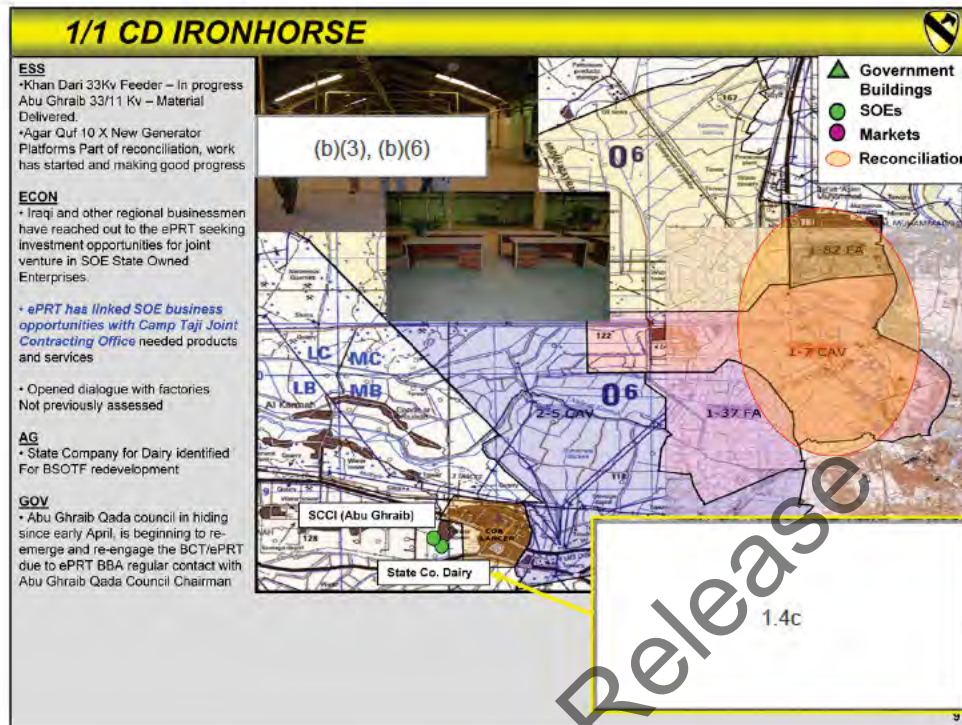 1/1 CD IRONHORSE
ESS
•Khan Dari 33Kv Feeder – In progress
Abu Ghraib 33/11 Kv – Material
Delivered.
•Agar Quf 10 X New Generator
Platforms Part of reconciliation, work
has started and making good progress
ECON
• Iraqi and other regional businessmen
have reached out to the ePRT seeking
investment opportunities for joint
venture in SOE State Owned
Enterprises.
• ePRT has linked SOE business
opportunities with Camp Taji Joint
Contracting Office needed products
and services
• Opened dialogue with factories
Not previously assessed
AG
• State Company for Dairy identified
For BSOTF redevelopment
GOV
• Abu Ghraib Qada council in hiding
since early April, is beginning to re-
emerge and re-engage the BCT/ePRT
due to ePRT BBA regular contact with
Abu Ghraib Qada Council Chairman
(b)(3), (b)(6)
Government
Buildings
SOEs
Markets
Reconciliation
167
06
1-82 FA
122
1-7 CAV
LC MC
LB MB
06
2-5 CAV
1-37 FA
118
SCCI (Abu Ghraib)
128
COB
LANCER
State Co. Dairy
1.4c
Release
9